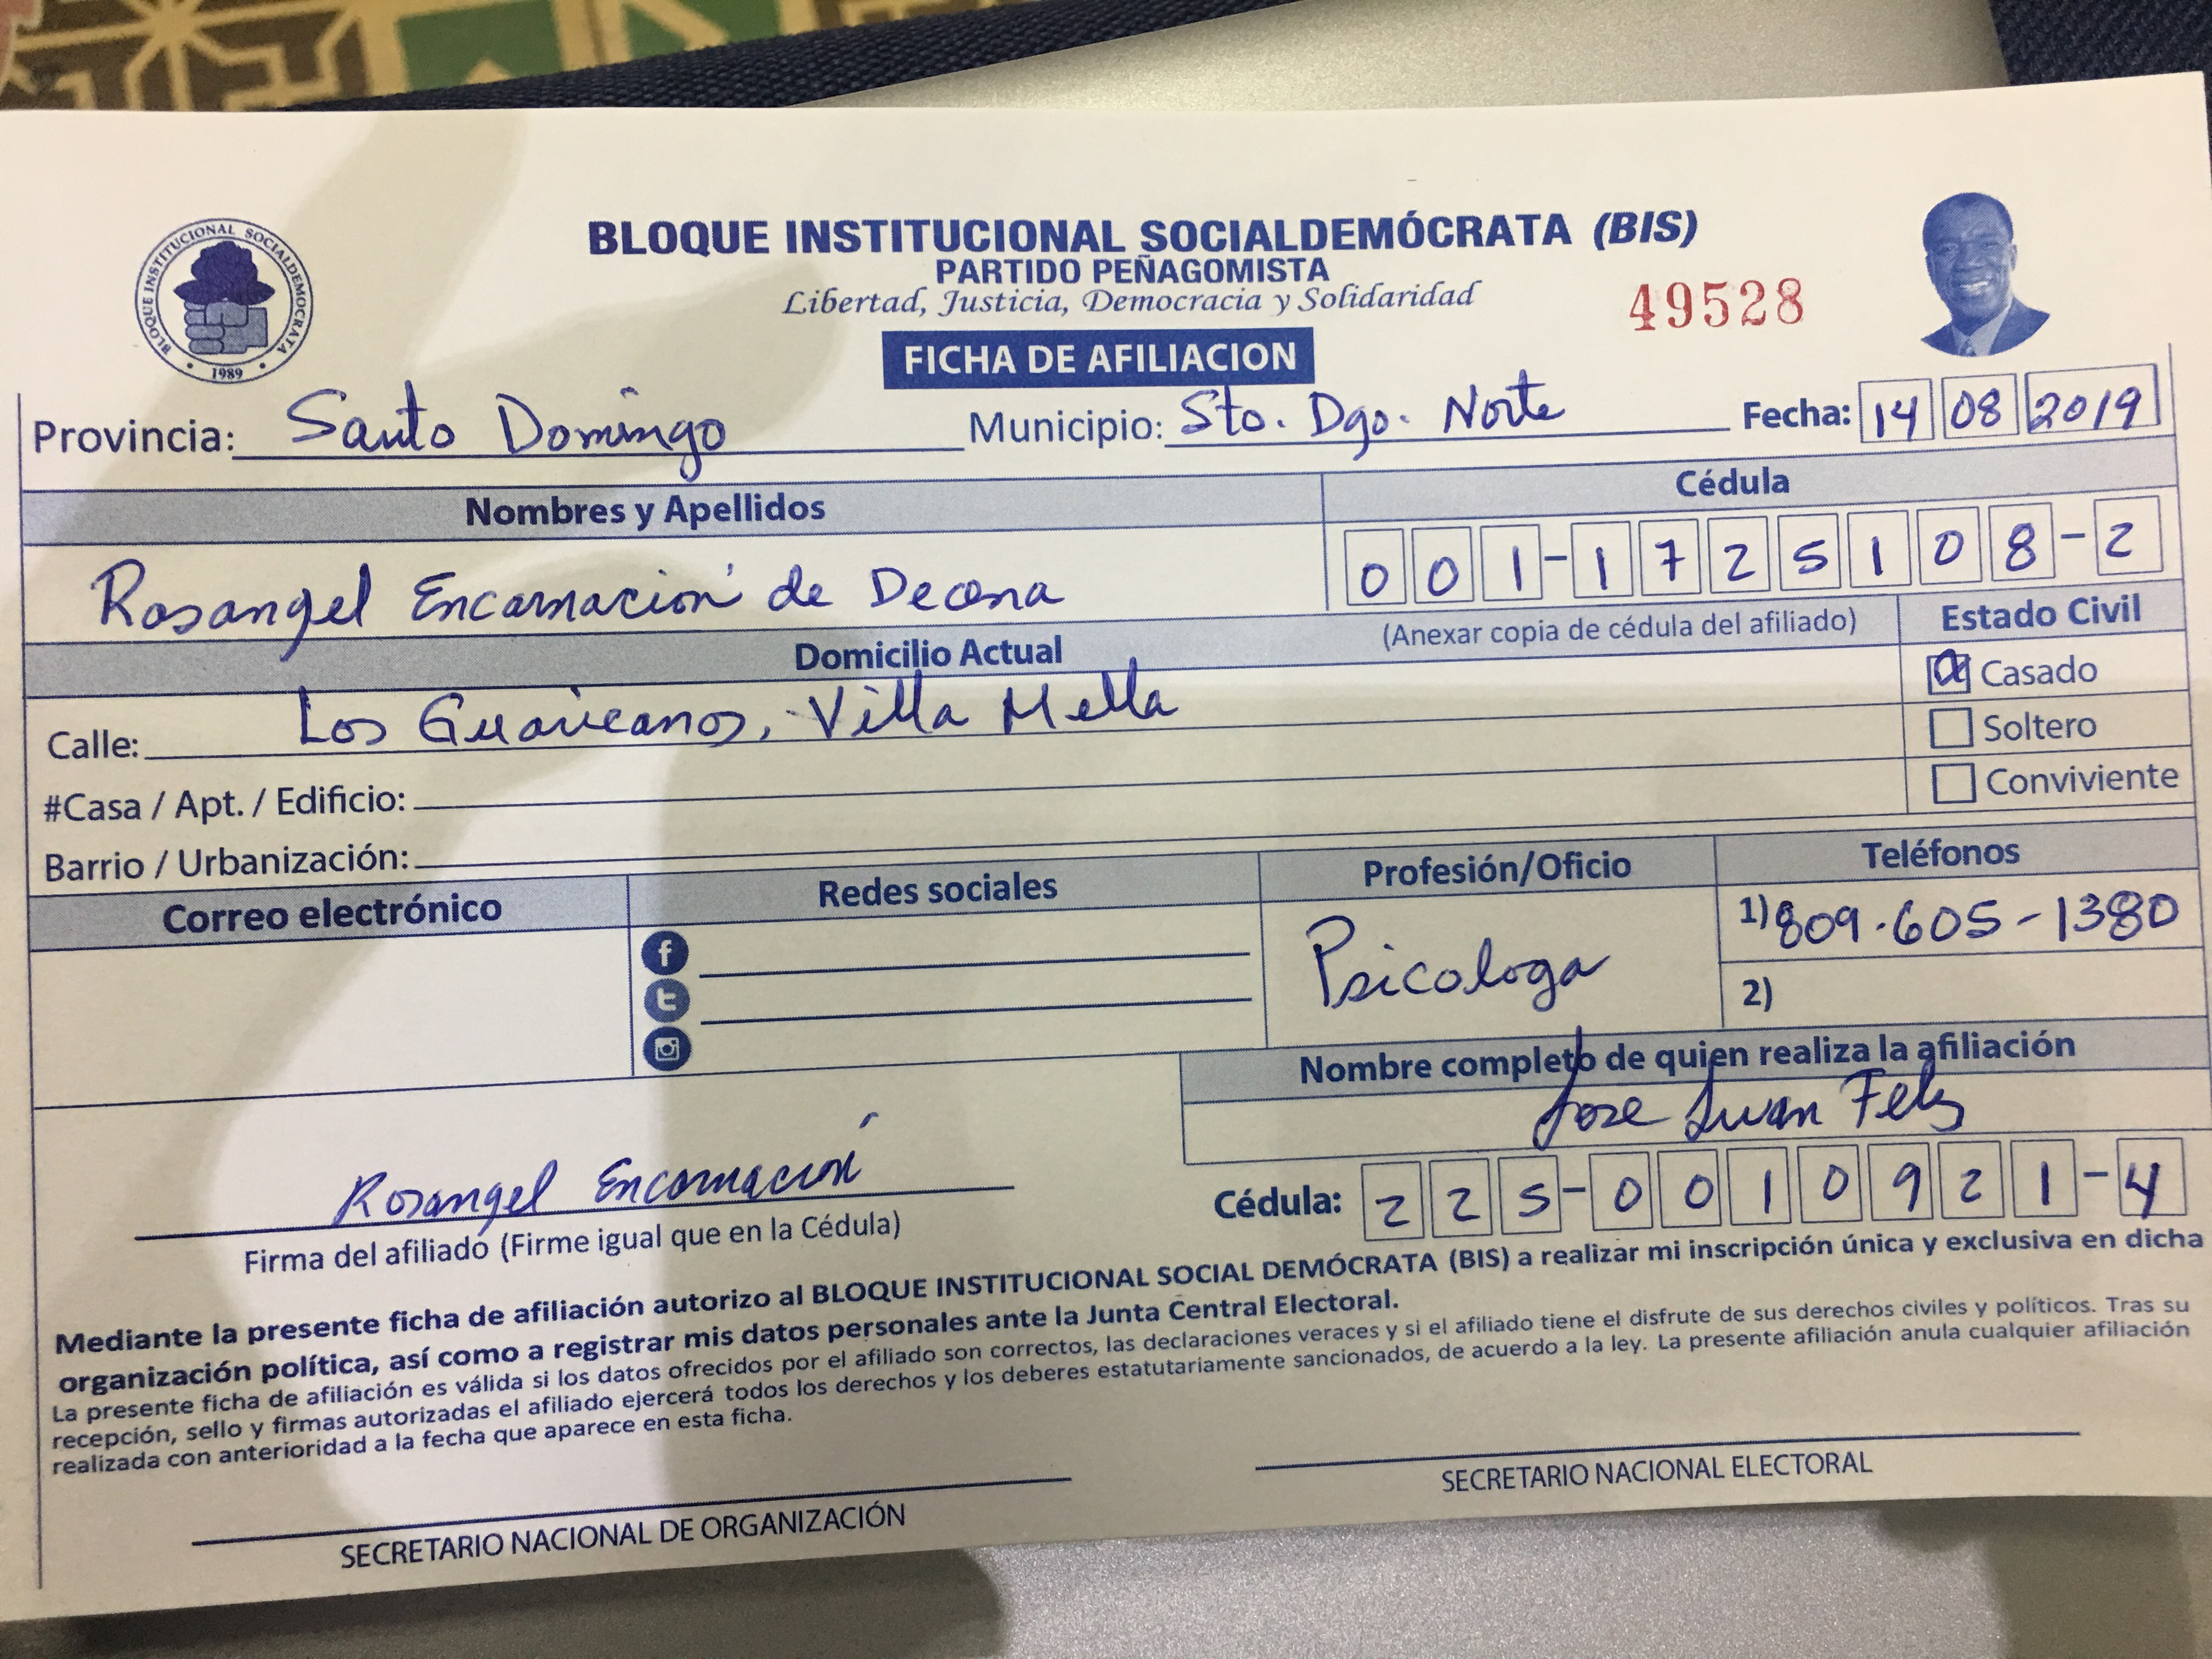 BLOQUE INSTITUCIONAL SOCIALDEMOCRATA
1989
BLOQUE INSTITUCIONAL SOCIALDEMÓCRATA (BIS)
PARTIDO PEÑAGOMISTA
Libertad, Justicia, Democracia y Solidaridad
49528
FICHA DE AFILIACION
Provincia: Santo Domingo Municipio: Sto. Dgo. Norte Fecha: 14 08 2019
Nombres y Apellidos Cédula
Rosangel Encarnación de Decena 001-1725108-2
(Anexar copia de cédula del afiliado) Estado Civil
Domicilio Actual
Casado
Calle: Los Guaricanos, Villa Mella
Soltero
#Casa / Apt. / Edificio:
Conviviente
Barrio / Urbanización:
Correo electrónico Redes sociales Profesión/Oficio Teléfonos
1) 809.605-1380
Psicologa
2)
Nombre completo de quien realiza la afiliación
Jose Luan Feliz
Rosangel Encarnación
Cédula: 225-0010921-4
Firma del afiliado (Firme igual que en la Cédula)
Mediante la presente ficha de afiliación autorizo al BLOQUE INSTITUCIONAL SOCIAL DEMÓCRATA (BIS) a realizar mi inscripción única y exclusiva en dicha
organización política, así como a registrar mis datos personales ante la Junta Central Electoral.
La presente ficha de afiliación es válida si los datos ofrecidos por el afiliado son correctos, las declaraciones veraces y si el afiliado tiene el disfrute de sus derechos civiles y políticos. Tras su
recepción, sello y firmas autorizadas el afiliado ejercerá todos los derechos y los deberes estatutariamente sancionados, de acuerdo a la ley. La presente afiliación anula cualquier afiliación
realizada con anterioridad a la fecha que aparece en esta ficha.
SECRETARIO NACIONAL DE ORGANIZACIÓN
SECRETARIO NACIONAL ELECTORAL